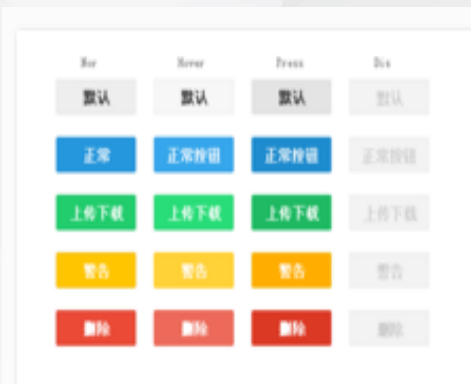 Nor Hover Press Dis
默认 默认 默认 默认
正常 正常按钮 正常按钮 正常按钮
上传下载 上传下载 上传下载 上传下载
警告 警告 警告 警告
删除 删除 删除 删除